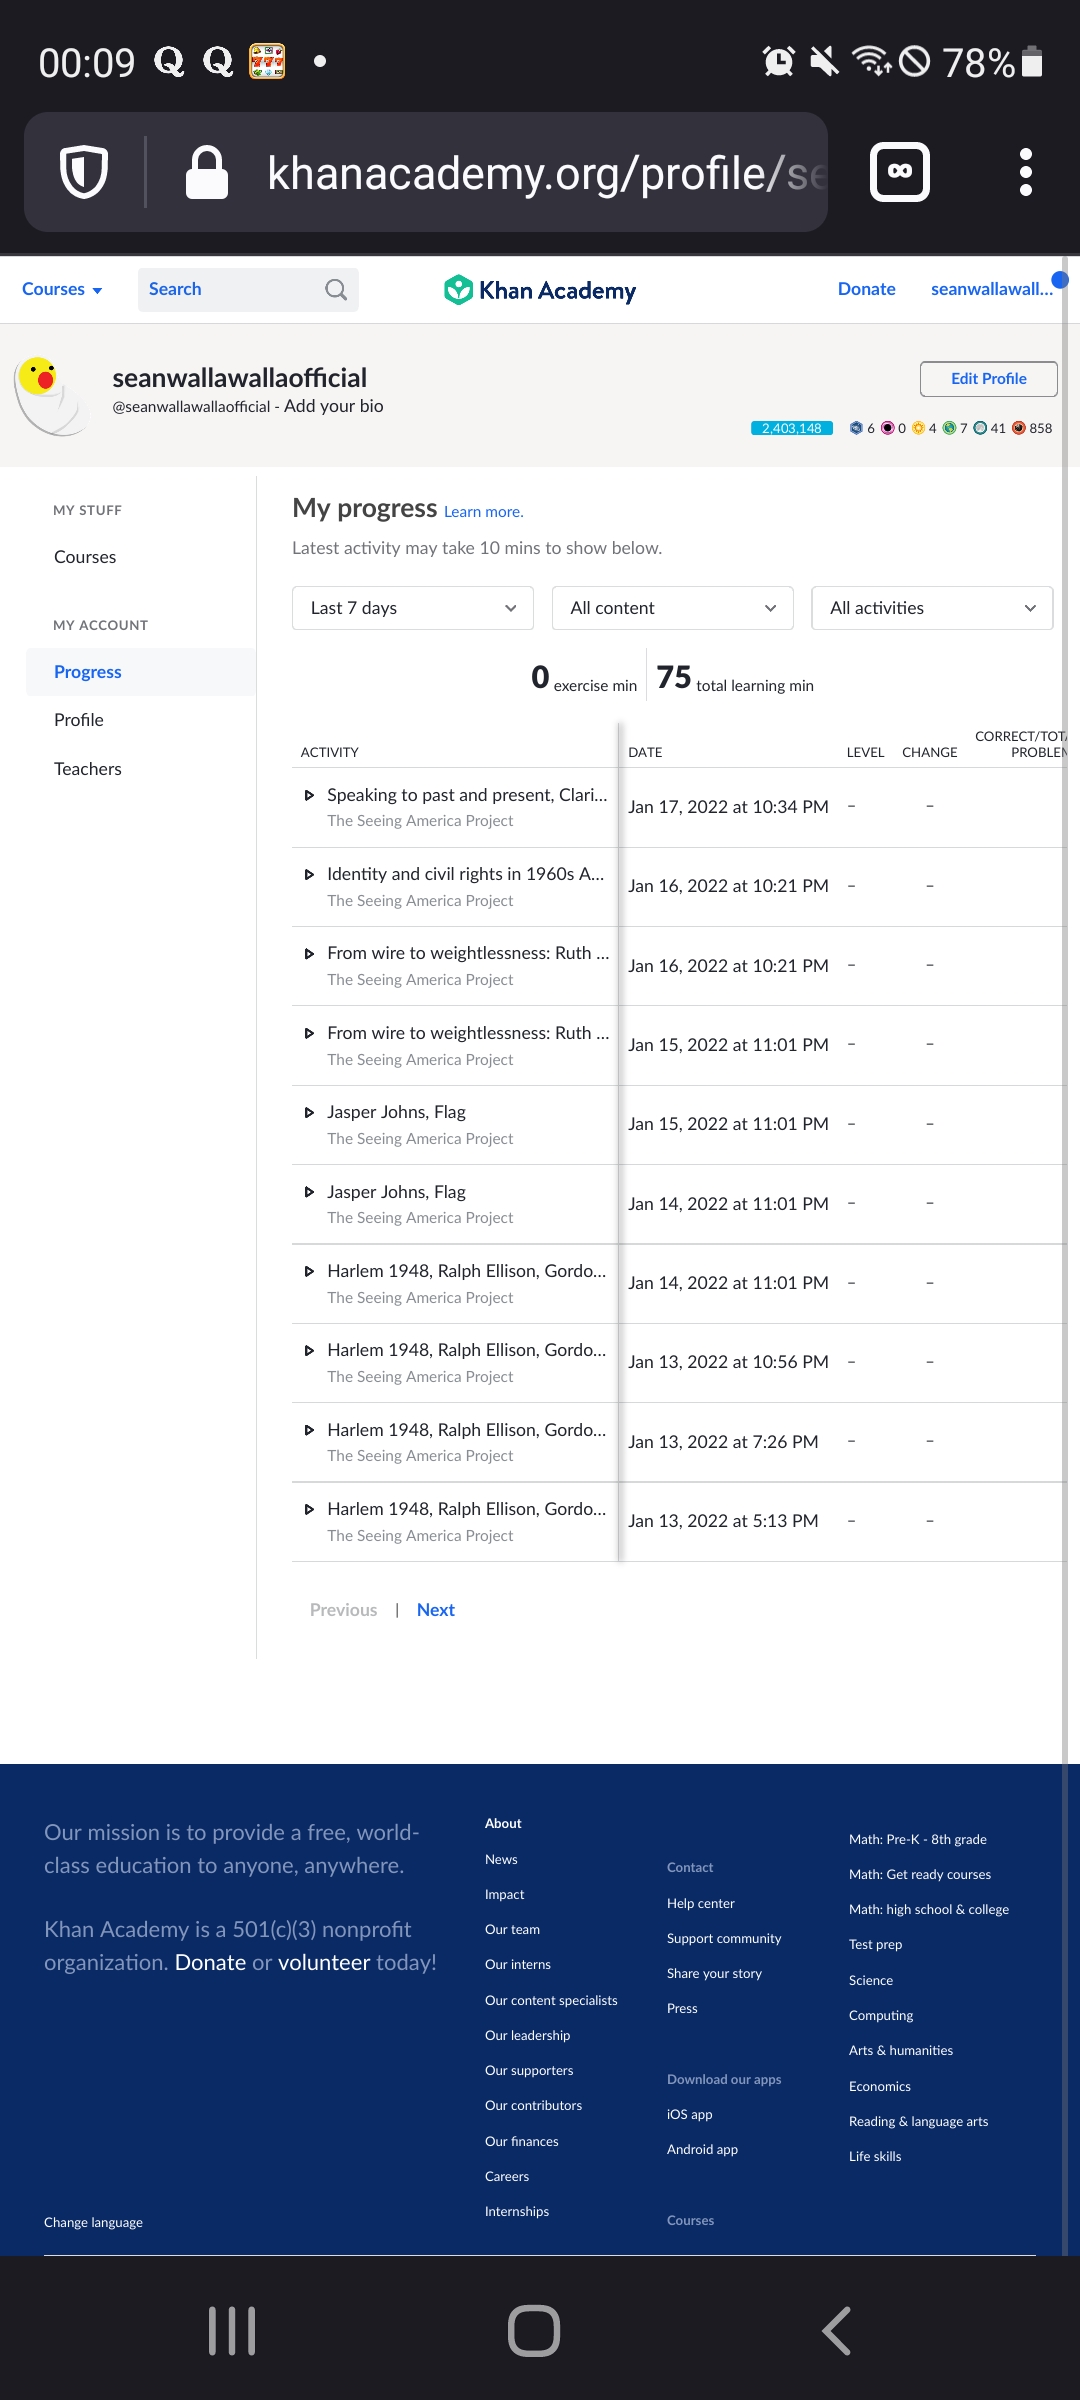 00:09
78%
khanacademy.org/profile/se
Courses
Search
Khan Academy
Donate
seanwallawall...
seanwallawallaofficial
@seanwallawallaofficial - Add your bio
Edit Profile
2,403,148 6 0 4 7 41 858
MY STUFF
Courses
MY ACCOUNT
Progress
Profile
Teachers
My progress Learn more.
Latest activity may take 10 mins to show below.
Last 7 days
All content
All activities
0 exercise min
75 total learning min
ACTIVITY DATE LEVEL CHANGE CORRECT/TOTA
PROBLEM
Speaking to past and present, Clari... Jan 17, 2022 at 10:34 PM – –
The Seeing America Project
Identity and civil rights in 1960s A... Jan 16, 2022 at 10:21 PM – –
The Seeing America Project
From wire to weightlessness: Ruth ... Jan 16, 2022 at 10:21 PM – –
The Seeing America Project
From wire to weightlessness: Ruth ... Jan 15, 2022 at 11:01 PM – –
The Seeing America Project
Jasper Johns, Flag Jan 15, 2022 at 11:01 PM – –
The Seeing America Project
Jasper Johns, Flag Jan 14, 2022 at 11:01 PM – –
The Seeing America Project
Harlem 1948, Ralph Ellison, Gordo... Jan 14, 2022 at 11:01 PM – –
The Seeing America Project
Harlem 1948, Ralph Ellison, Gordo... Jan 13, 2022 at 10:56 PM – –
The Seeing America Project
Harlem 1948, Ralph Ellison, Gordo... Jan 13, 2022 at 7:26 PM – –
The Seeing America Project
Harlem 1948, Ralph Ellison, Gordo... Jan 13, 2022 at 5:13 PM – –
The Seeing America Project
Previous | Next
Our mission is to provide a free, world-
class education to anyone, anywhere.
Khan Academy is a 501(c)(3) nonprofit
organization. Donate or volunteer today!
Change language
About
News
Impact
Our team
Our interns
Our content specialists
Our leadership
Our supporters
Our contributors
Our finances
Careers
Internships
Contact
Help center
Support community
Share your story
Press
Download our apps
iOS app
Android app
Courses
Math: Pre-K - 8th grade
Math: Get ready courses
Math: high school & college
Test prep
Science
Computing
Arts & humanities
Economics
Reading & language arts
Life skills